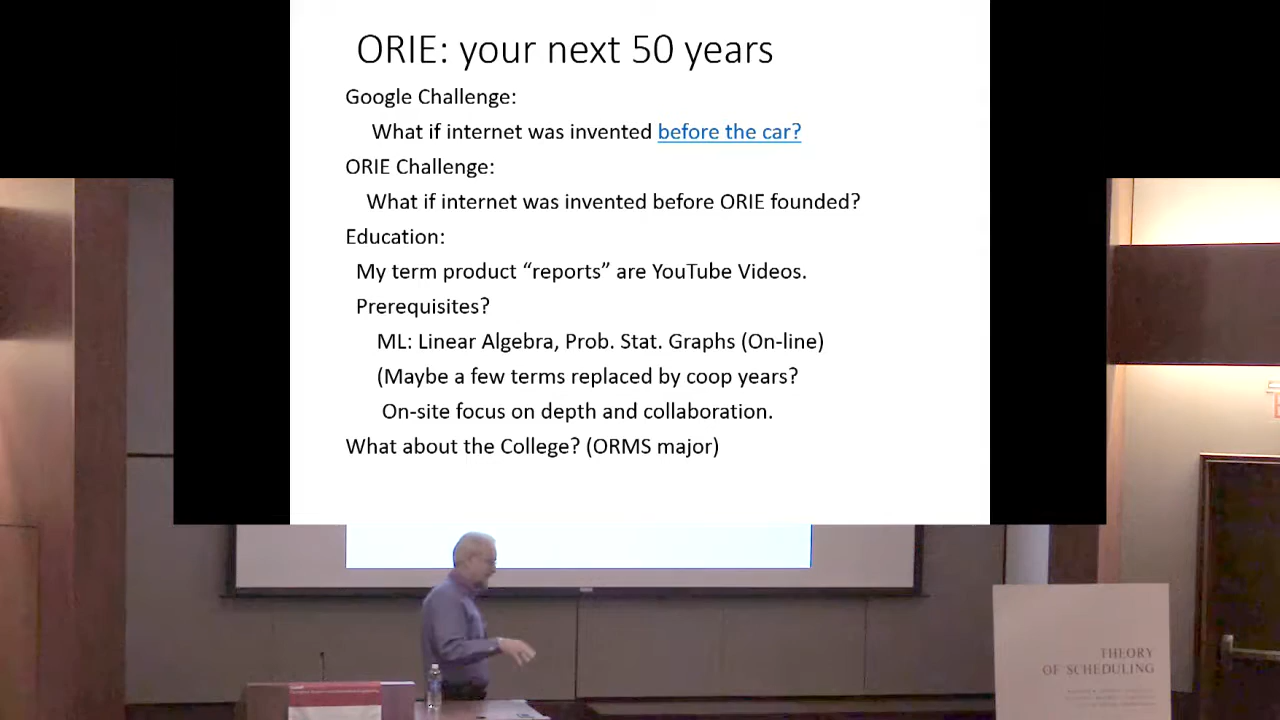 ORIE: your next 50 years
Google Challenge:
What if internet was invented before the car?
ORIE Challenge:
What if internet was invented before ORIE founded?
Education:
My term product “reports” are YouTube Videos.
Prerequisites?
ML: Linear Algebra, Prob. Stat. Graphs (On-line)
(Maybe a few terms replaced by coop years?
On-site focus on depth and collaboration.
What about the College? (ORMS major)
THEORY
OF SCHEDULING